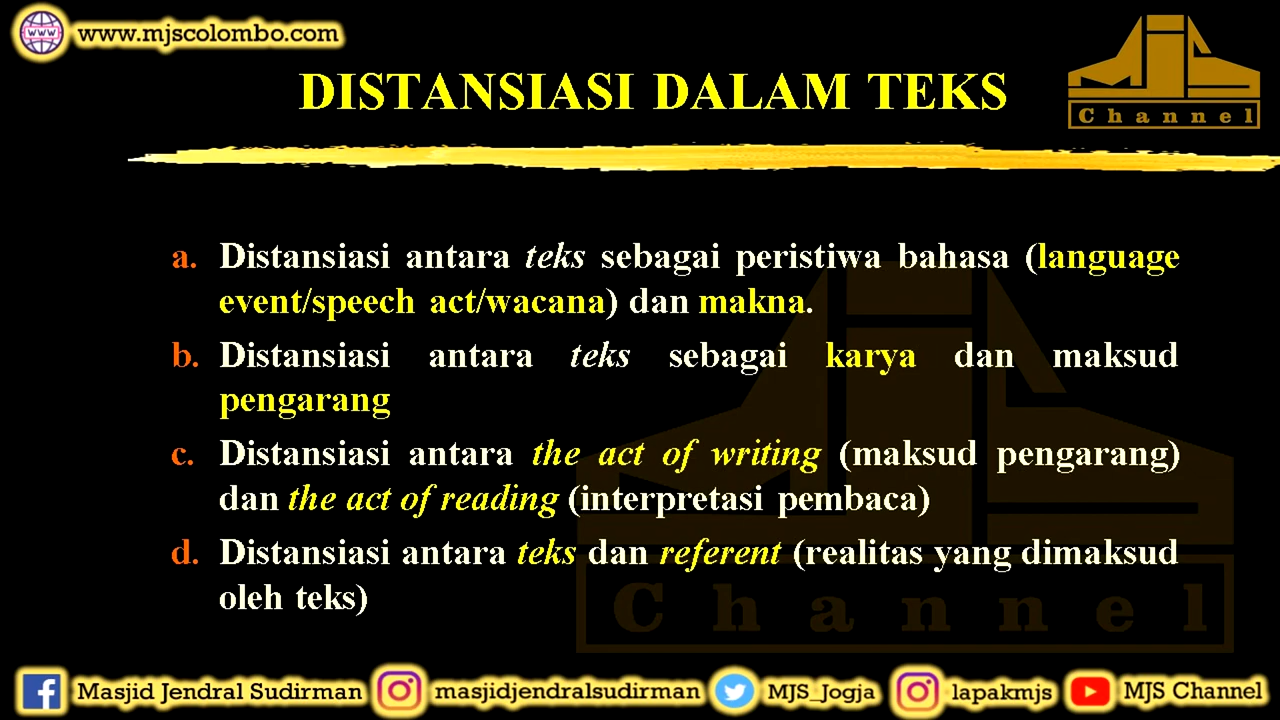 www.mjscolombo.com
MJS
Channel
DISTANSIASI DALAM TEKS
a. Distansiasi antara teks sebagai peristiwa bahasa (language
event/speech act/wacana) dan makna.
b. Distansiasi antara teks sebagai karya dan maksud
pengarang
c. Distansiasi antara the act of writing (maksud pengarang)
dan the act of reading (interpretasi pembaca)
d. Distansiasi antara teks dan referent (realitas yang dimaksud
oleh teks)
Channel
Masjid Jendral Sudirman masjidjendralsudirman MJS_Jogja lapakmjs MJS Channel